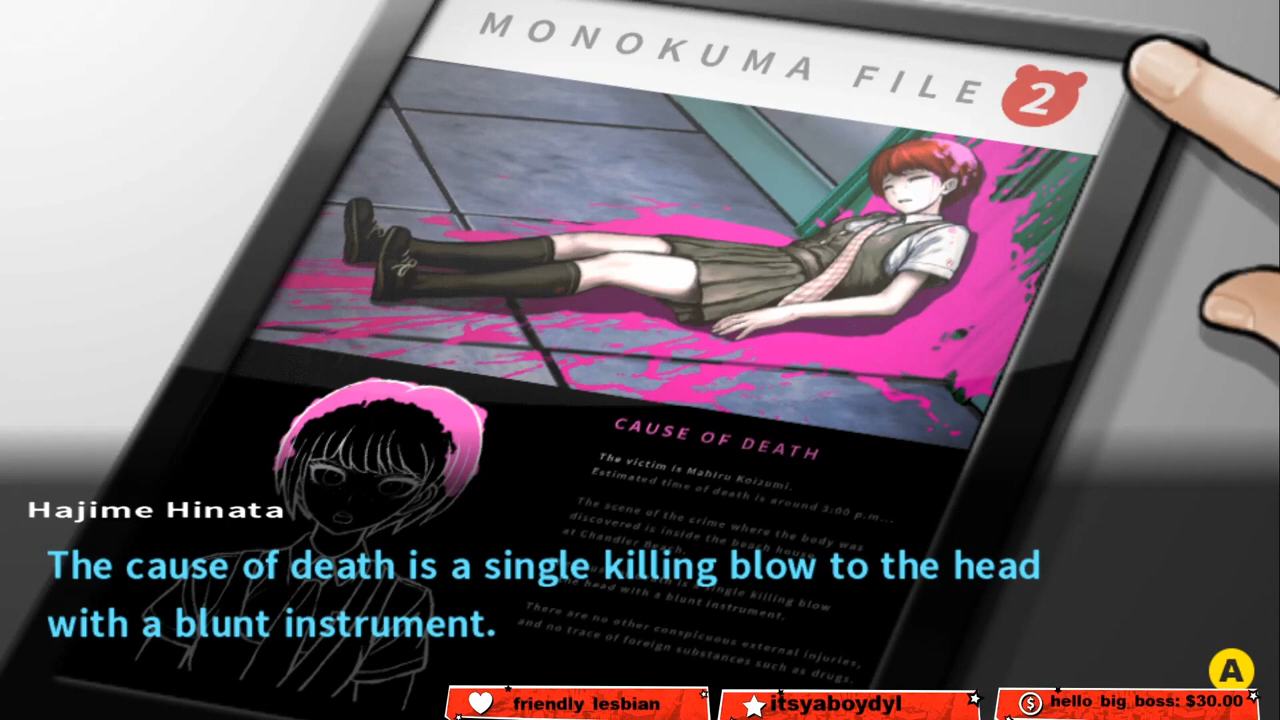 MONOKUMA FILE 2
CAUSE OF DEATH
The victim is Mahiru Koizumi.
Estimated time of death is around 3:00 p.m...
The scene of the crime where the body was
discovered is inside the beach house
at Chandler Beach.
death is a single killing blow
the head with a blunt instrument.
There are no other conspicuous external injuries,
and no trace of foreign substances such as drugs.
Hajime Hinata
The cause of death is a single killing blow to the head
with a blunt instrument.
A
friendly_lesbian
itsyaboydyl
hello_big_boss: $30.00